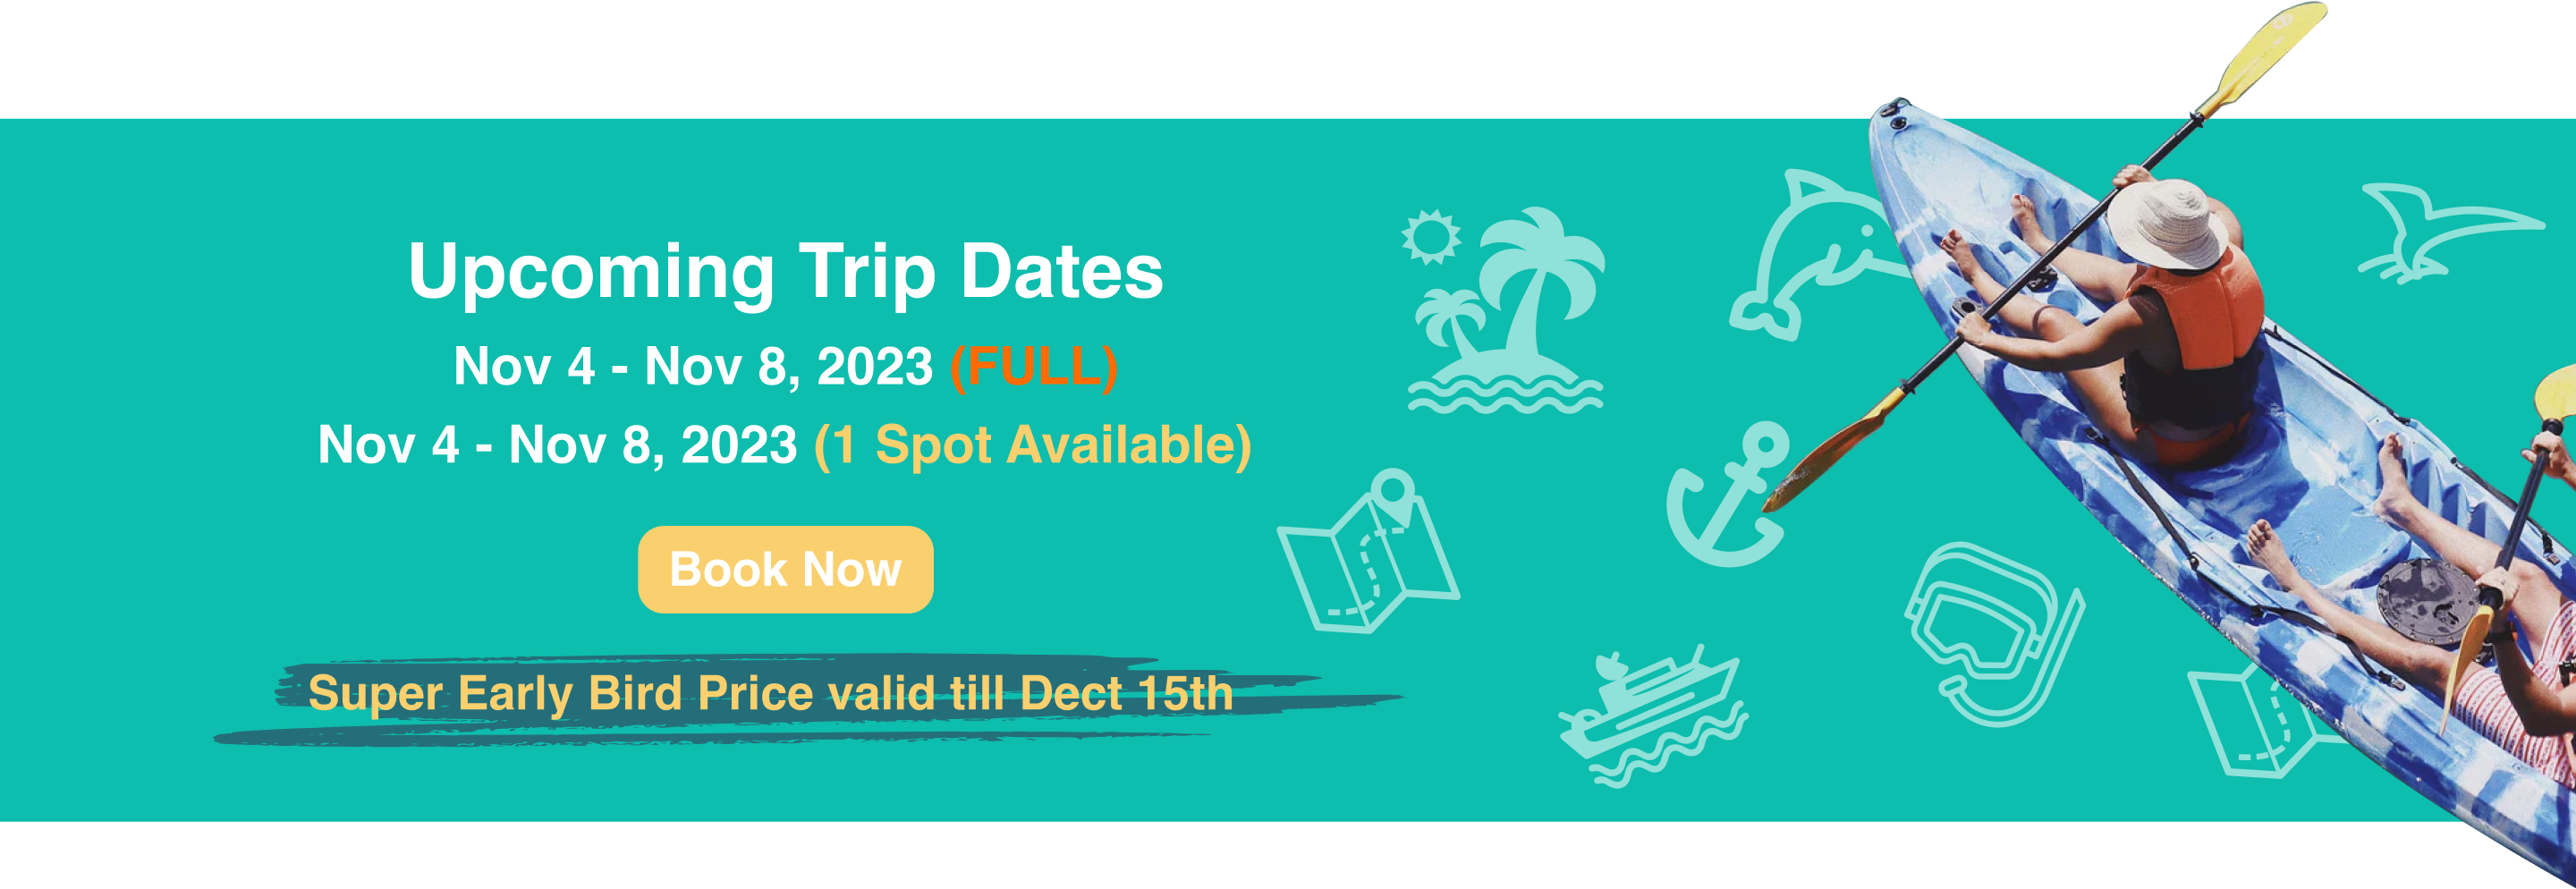 Upcoming Trip Dates
Nov 4 - Nov 8, 2023 (FULL)
Nov 4 - Nov 8, 2023 (1 Spot Available)
Book Now
Super Early Bird Price valid till Dect 15th